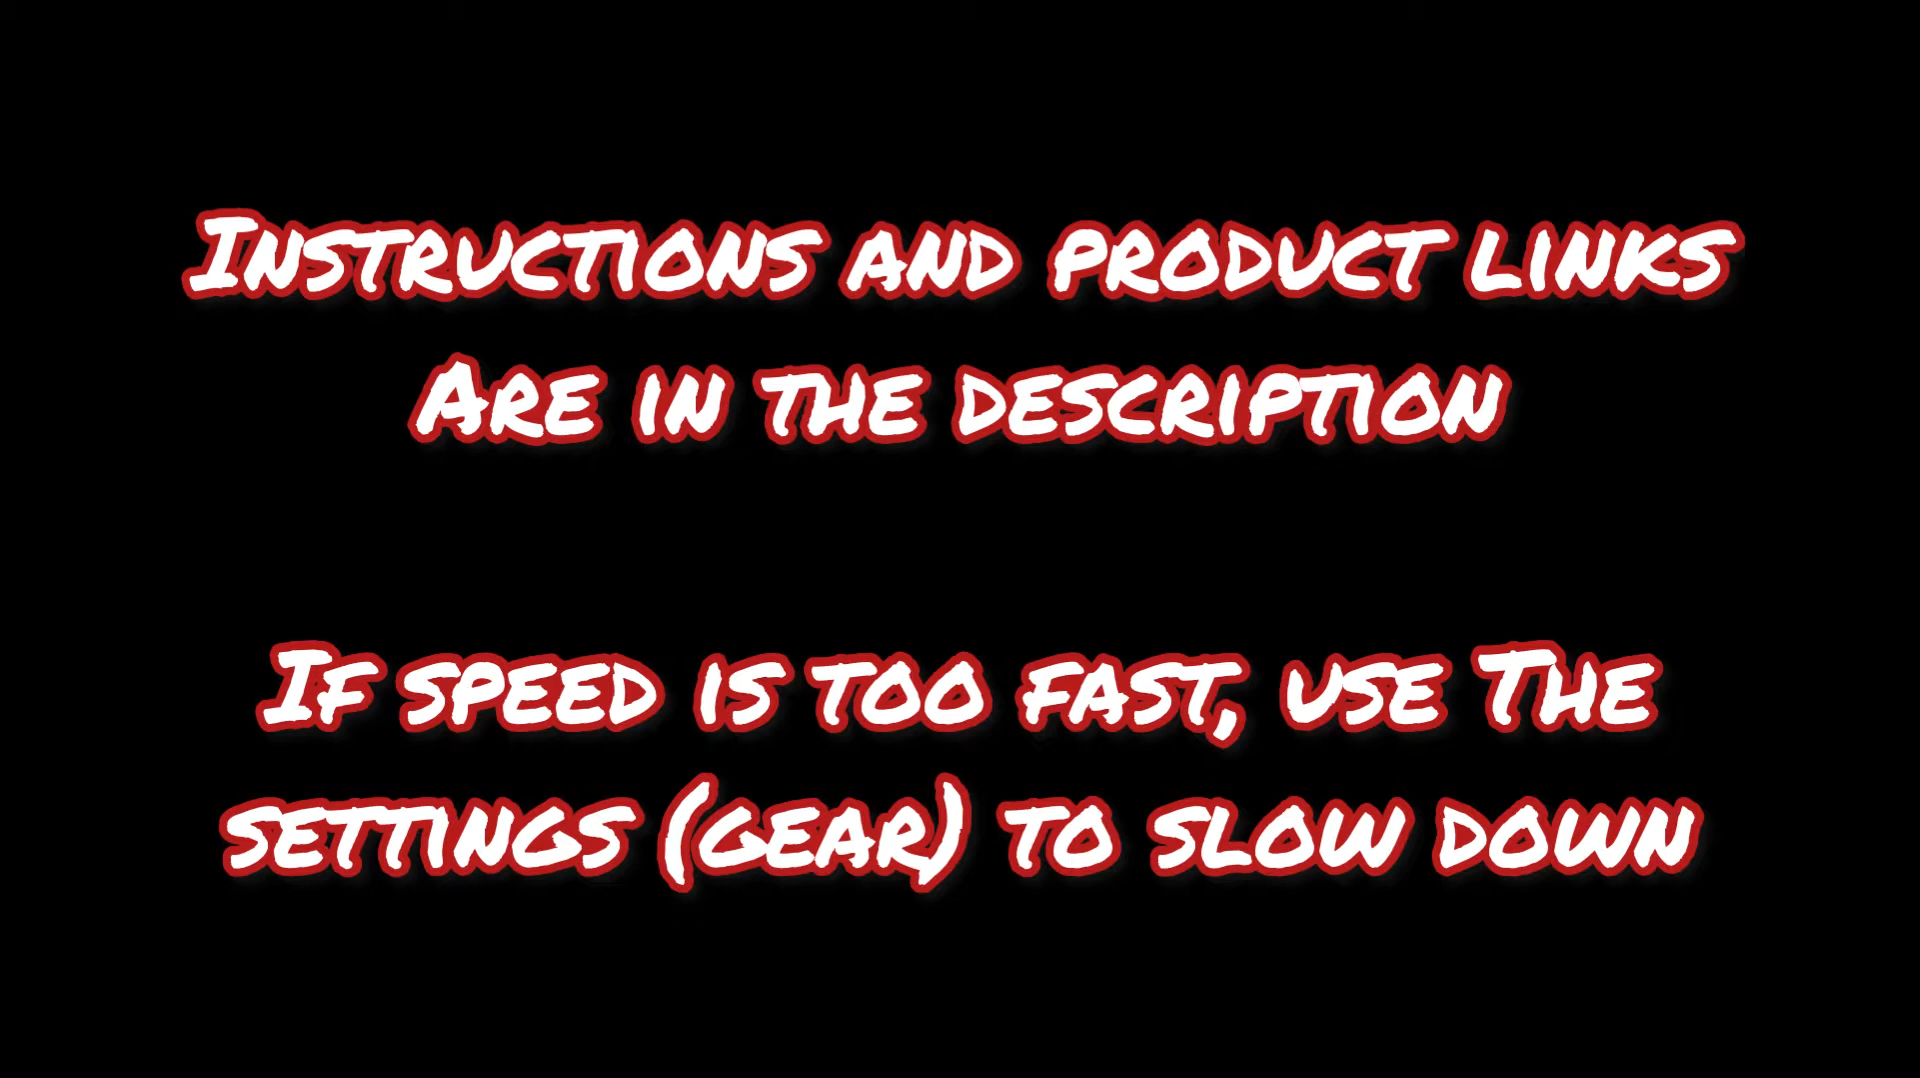 Instructions and product links
Are in the description
If speed is too fast, use The
settings (gear) to slow down